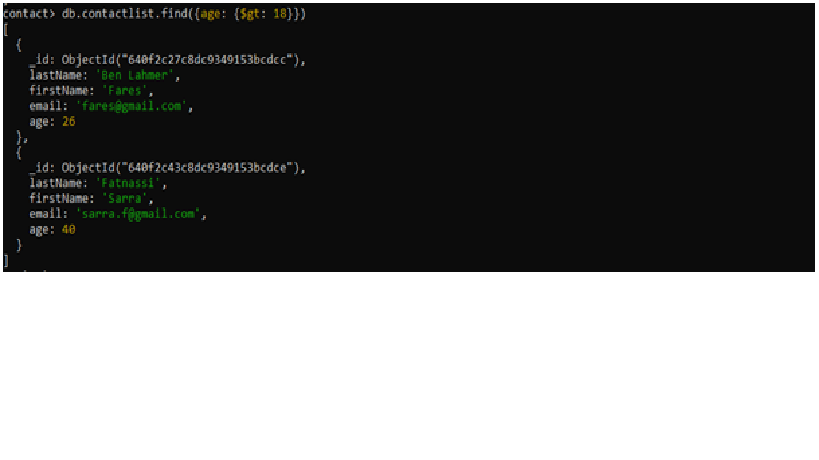 contact> db.contactlist.find({age: {$gt: 18}})
[
  {
    _id: ObjectId("640f2c27c8dc9349153bcdcc"),
    lastName: 'Ben Lahmer',
    firstName: 'Fares',
    email: 'fares@gmail.com',
    age: 26
  },
  {
    _id: ObjectId("640f2c43c8dc9349153bcdce"),
    lastName: 'Fatnassi',
    firstName: 'Sarra',
    email: 'sarra.f@gmail.com',
    age: 40
  }
]